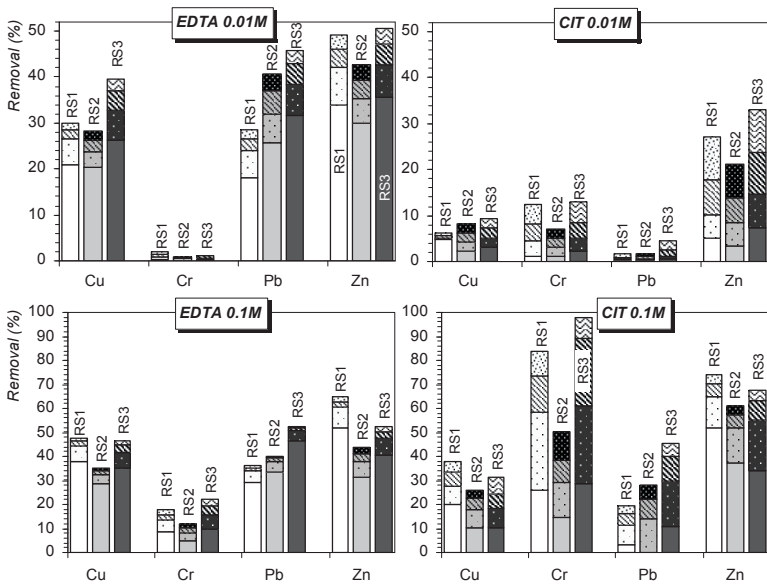 EDTA 0.01M
Removal (%)
50
40
30
20
10
0
RS1
RS2
RS3
RS1
RS2
RS3
RS1
RS2
RS3
RS1
RS2
RS3
Cu
Cr
Pb
Zn
CIT 0.01M
50
40
30
20
10
0
RS1
RS2
RS3
RS1
RS2
RS3
RS1
RS2
RS3
RS1
RS2
RS3
Cu
Cr
Pb
Zn
EDTA 0.1M
Removal (%)
100
90
80
70
60
50
40
30
20
10
0
RS1
RS2
RS3
RS1
RS2
RS3
RS1
RS2
RS3
RS1
RS2
RS3
Cu
Cr
Pb
Zn
CIT 0.1M
100
90
80
70
60
50
40
30
20
10
0
RS1
RS2
RS3
RS1
RS2
RS3
RS1
RS2
RS3
RS1
RS2
RS3
Cu
Cr
Pb
Zn